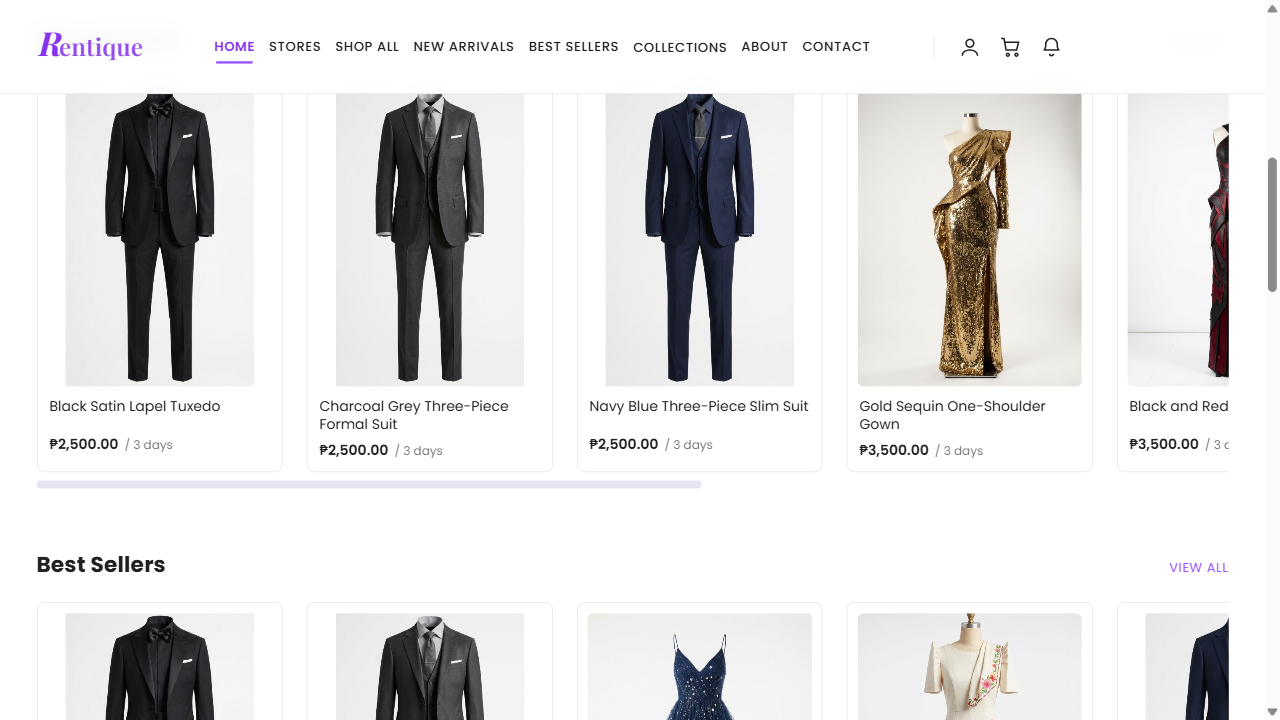 Rentique
HOME STORES SHOP ALL NEW ARRIVALS BEST SELLERS COLLECTIONS ABOUT CONTACT
Black Satin Lapel Tuxedo
₱2,500.00 / 3 days
Charcoal Grey Three-Piece
Formal Suit
₱2,500.00 / 3 days
Navy Blue Three-Piece Slim Suit
₱2,500.00 / 3 days
Gold Sequin One-Shoulder
Gown
₱3,500.00 / 3 days
Black and Red
₱3,500.00 / 3 d
Best Sellers
VIEW ALL